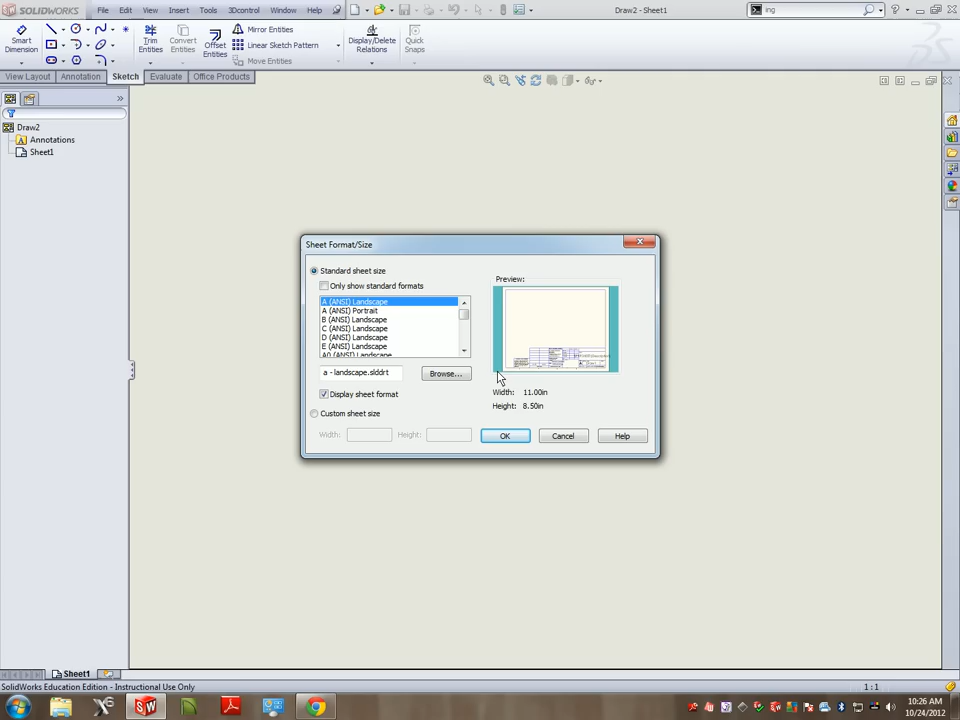 SOLIDWORKS File Edit View Insert Tools 3Dcontrol Window Help Draw2 - Sheet1 ing
Smart Dimension Trim Entities Convert Entities Offset Entities Mirror Entities Display/Delete Relations Quick Snaps
Linear Sketch Pattern
Move Entities
View Layout Annotation Sketch Evaluate Office Products
Draw2
Annotations
Sheet1
Sheet Format/Size
Standard sheet size
Only show standard formats
A (ANSI) Landscape
A (ANSI) Portrait
B (ANSI) Landscape
C (ANSI) Landscape
D (ANSI) Landscape
E (ANSI) Landscape
A0 (ANSI) Landscape
a - landscape.slddrt
Browse...
Display sheet format
Custom sheet size
Width: Height:
Preview:
Width: 11.00in
Height: 8.50in
OK Cancel Help
Sheet1
SolidWorks Education Edition - Instructional Use Only 1:1
10:26 AM
10/24/2012